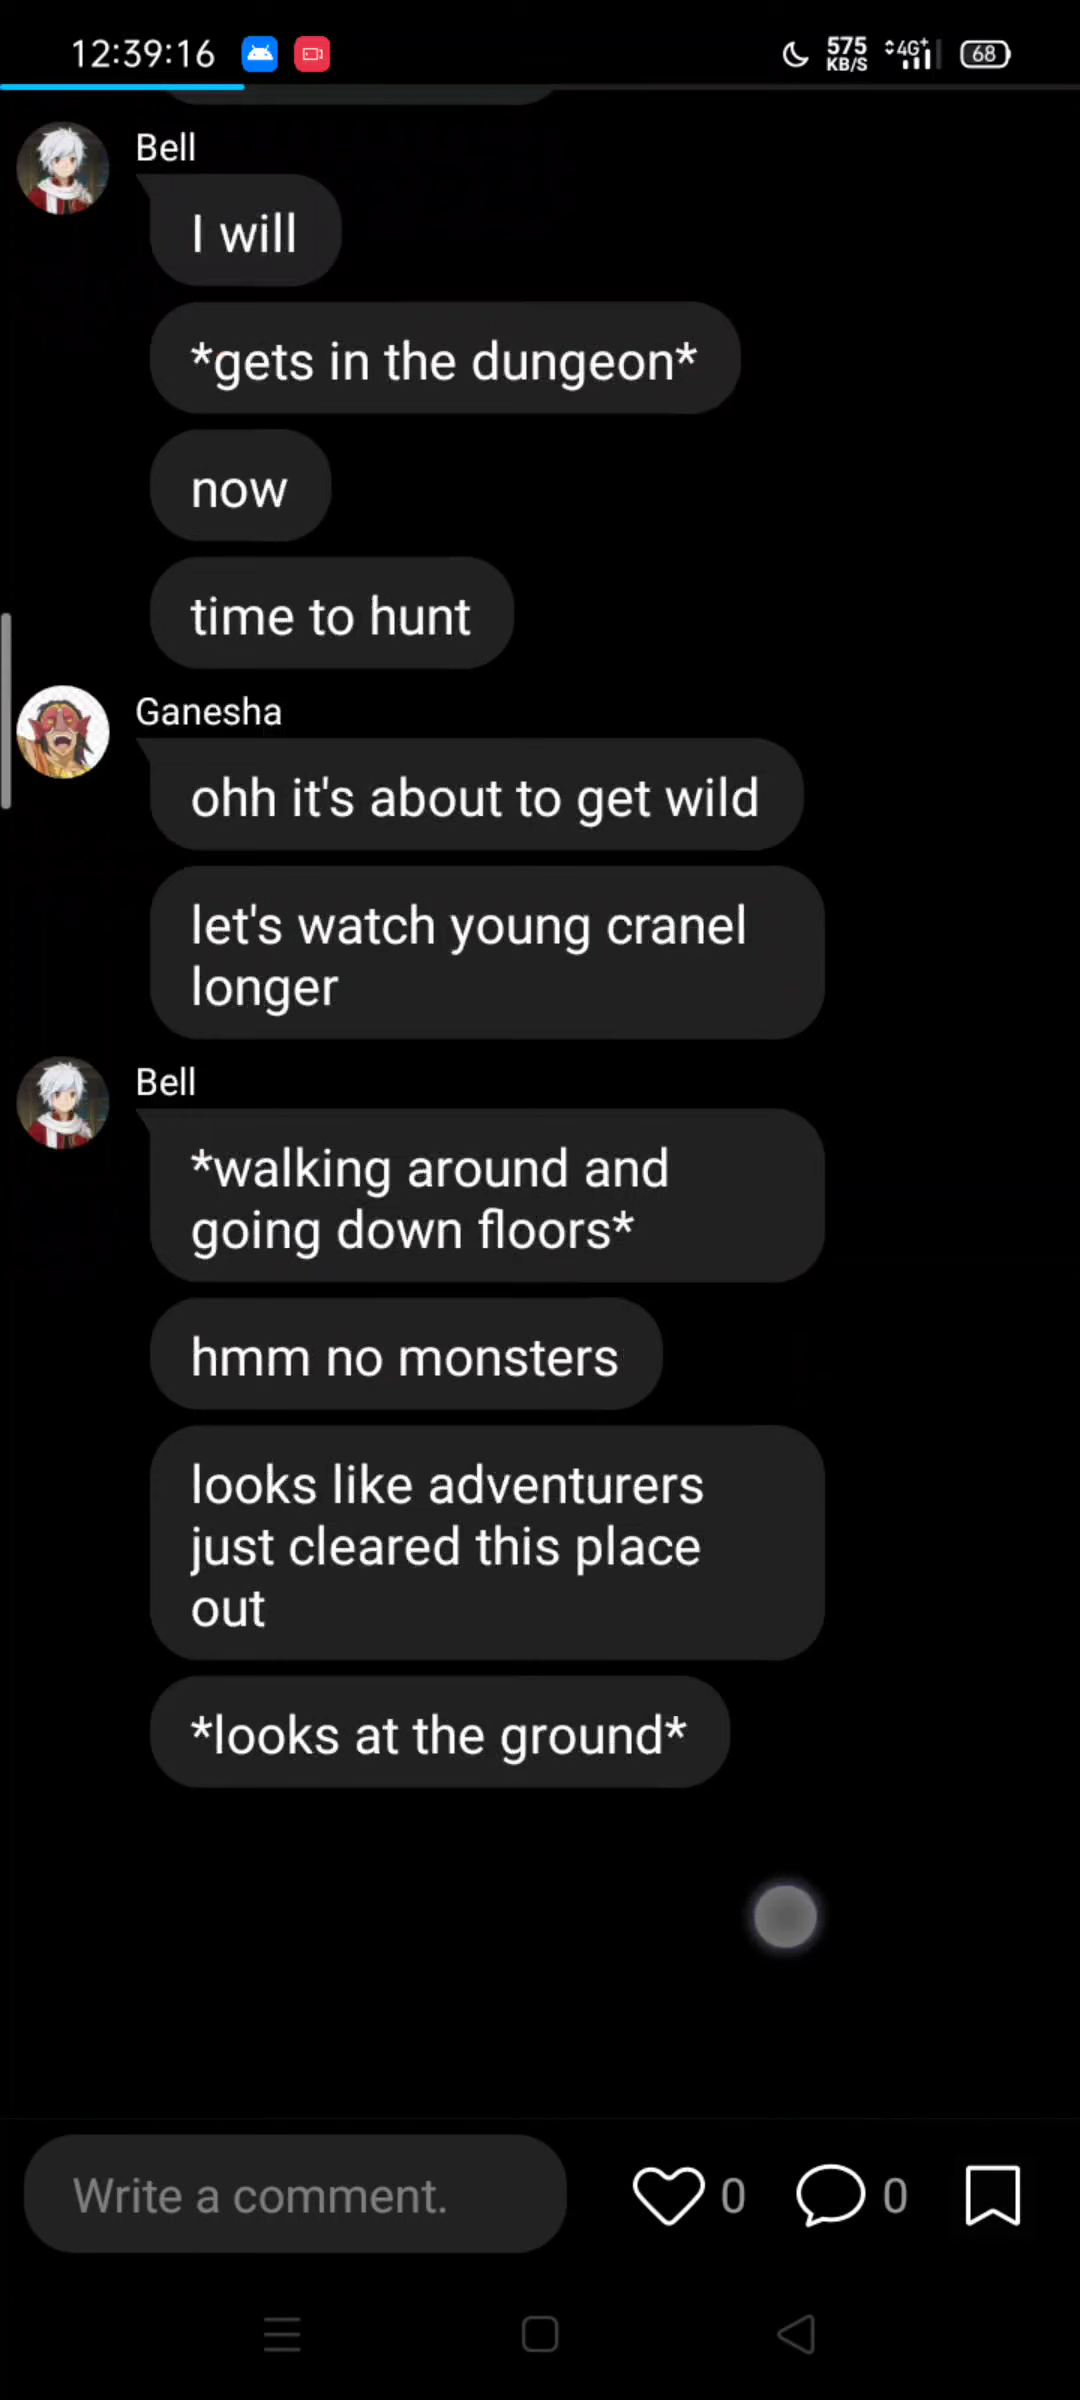 12:39:16
575
KB/S
4G+
68
Bell
I will
*gets in the dungeon*
now
time to hunt
Ganesha
ohh it's about to get wild
let's watch young cranel
longer
Bell
*walking around and
going down floors*
hmm no monsters
looks like adventurers
just cleared this place
out
*looks at the ground*
Write a comment.
0
0